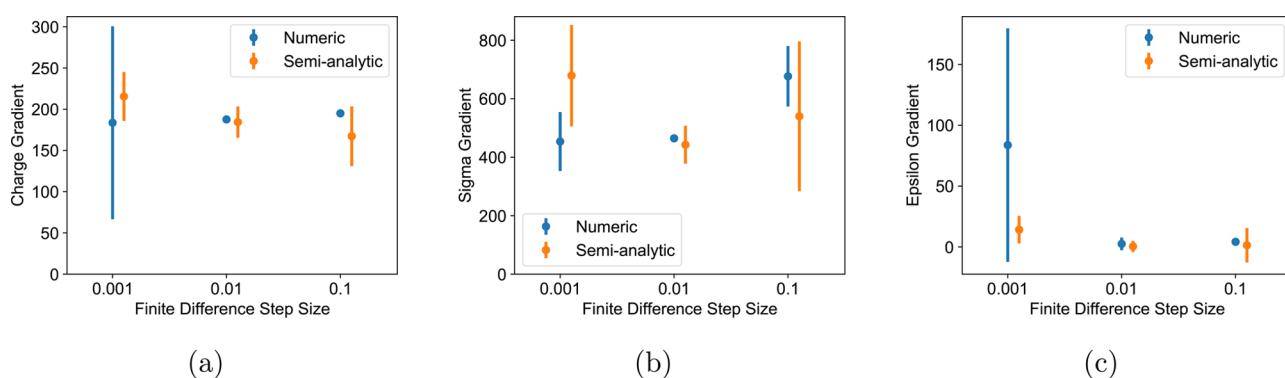 300
250
200
150
100
50
0
Charge Gradient
Numeric
Semi-analytic
0.001 0.01 0.1
Finite Difference Step Size
(a)
800
600
400
200
0
Sigma Gradient
Numeric
Semi-analytic
0.001 0.01 0.1
Finite Difference Step Size
(b)
150
100
50
0
Epsilon Gradient
Numeric
Semi-analytic
0.001 0.01 0.1
Finite Difference Step Size
(c)